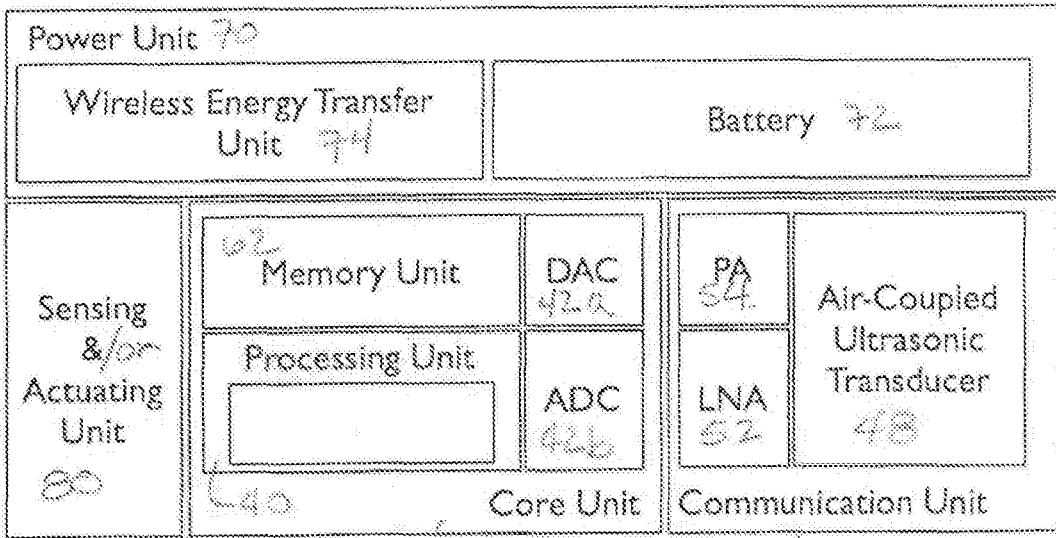 Power Unit 70
Wireless Energy Transfer
Unit 74
Battery 72
Sensing
&/or
Actuating
Unit
80
62
Memory Unit
DAC
42a
Processing Unit
ADC
42b
40
Core Unit
PA
54
LNA
52
Air-Coupled
Ultrasonic
Transducer
48
Communication Unit